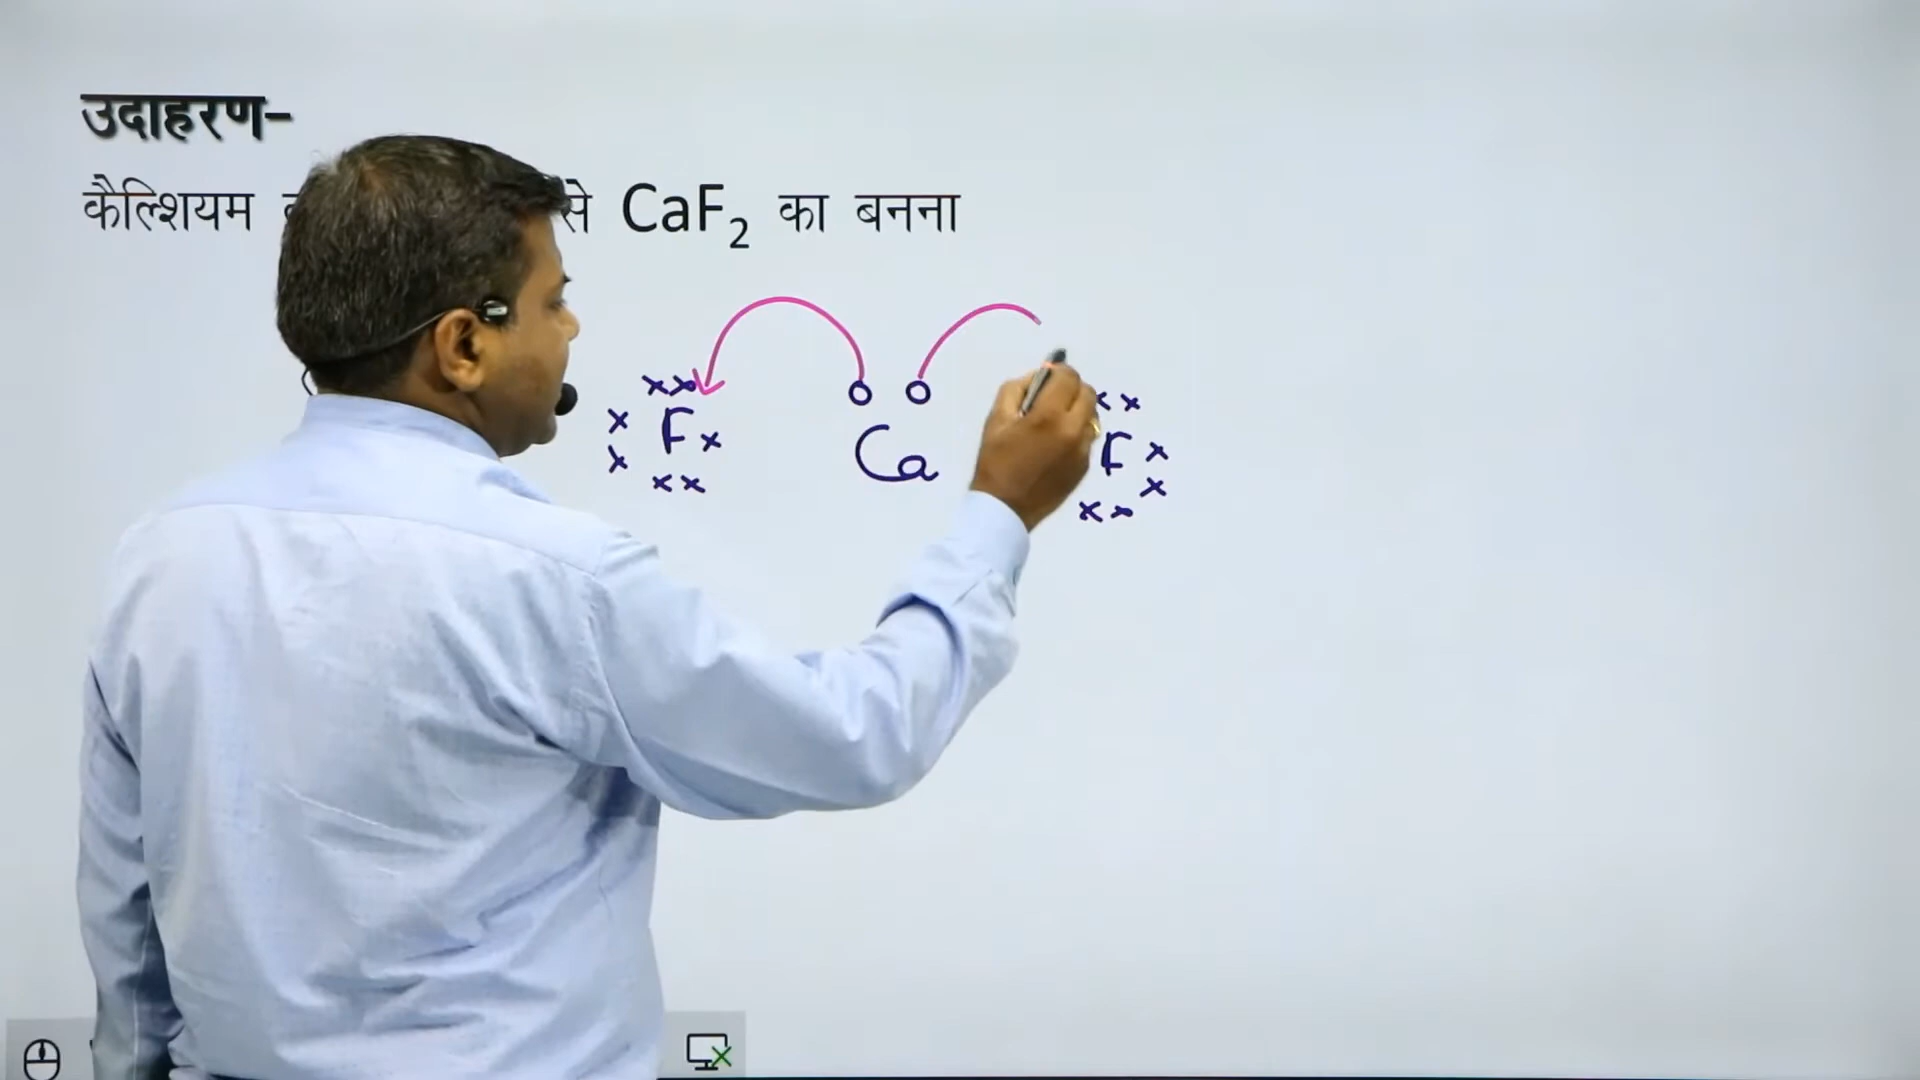 उदाहरण-
कैल्शियम से CaF₂ का बनना
F Ca F